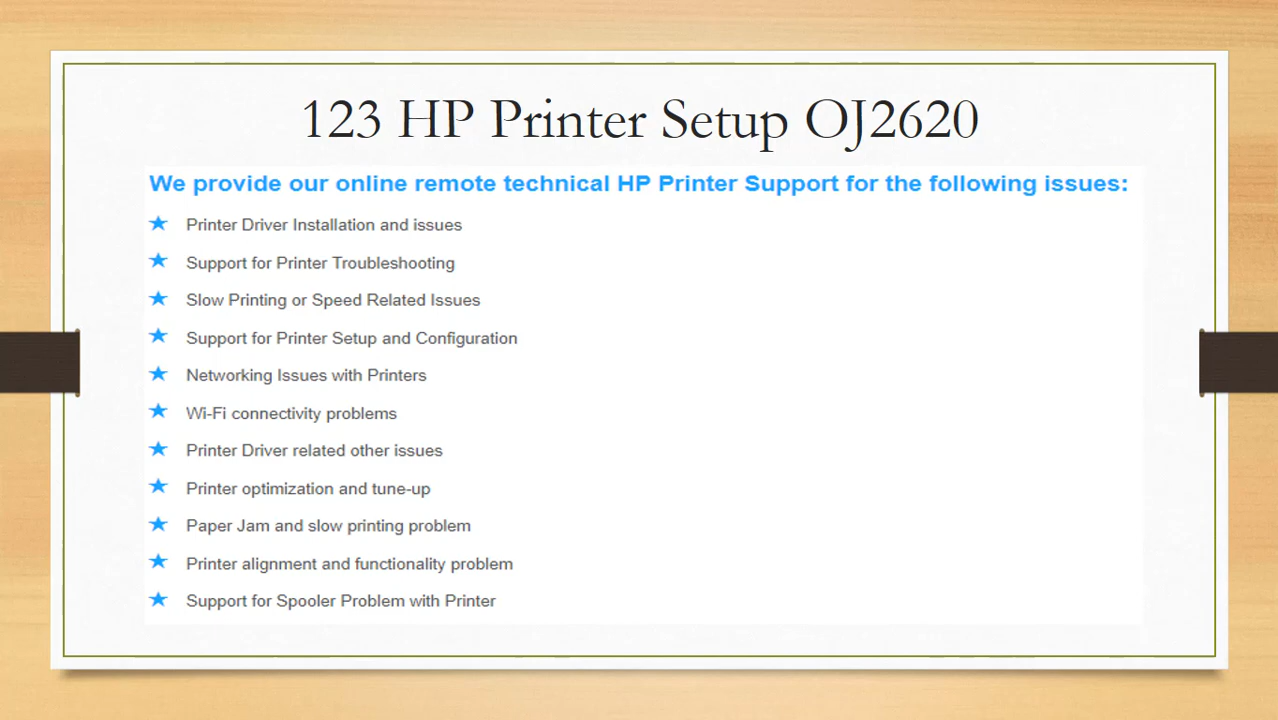 123 HP Printer Setup OJ2620
We provide our online remote technical HP Printer Support for the following issues:
Printer Driver Installation and issues
Support for Printer Troubleshooting
Slow Printing or Speed Related Issues
Support for Printer Setup and Configuration
Networking Issues with Printers
Wi-Fi connectivity problems
Printer Driver related other issues
Printer optimization and tune-up
Paper Jam and slow printing problem
Printer alignment and functionality problem
Support for Spooler Problem with Printer